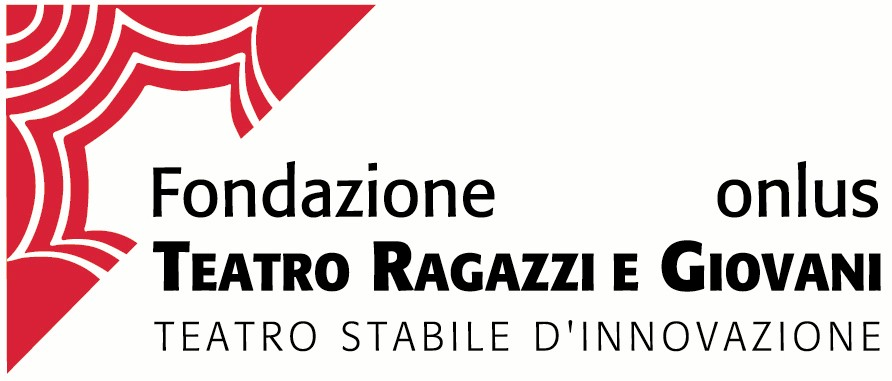 Fondazione onlus
TEATRO RAGAZZI E GIOVANI
TEATRO STABILE D'INNOVAZIONE